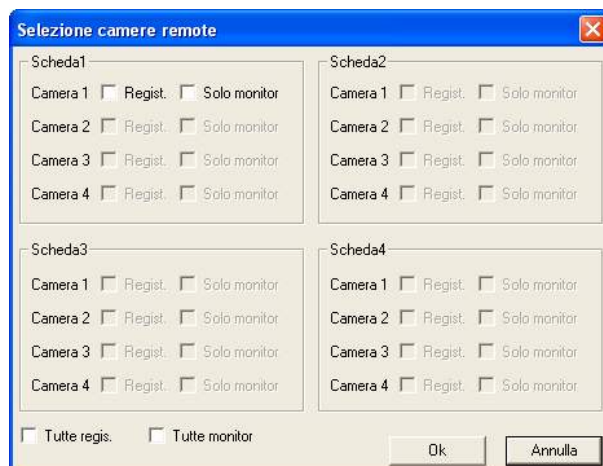 Selezione camere remote
Scheda1
Camera 1 Regist. Solo monitor
Camera 2 Regist. Solo monitor
Camera 3 Regist. Solo monitor
Camera 4 Regist. Solo monitor
Scheda2
Camera 1 Regist. Solo monitor
Camera 2 Regist. Solo monitor
Camera 3 Regist. Solo monitor
Camera 4 Regist. Solo monitor
Scheda3
Camera 1 Regist. Solo monitor
Camera 2 Regist. Solo monitor
Camera 3 Regist. Solo monitor
Camera 4 Regist. Solo monitor
Scheda4
Camera 1 Regist. Solo monitor
Camera 2 Regist. Solo monitor
Camera 3 Regist. Solo monitor
Camera 4 Regist. Solo monitor
Tutte regis. Tutte monitor
Ok Annulla